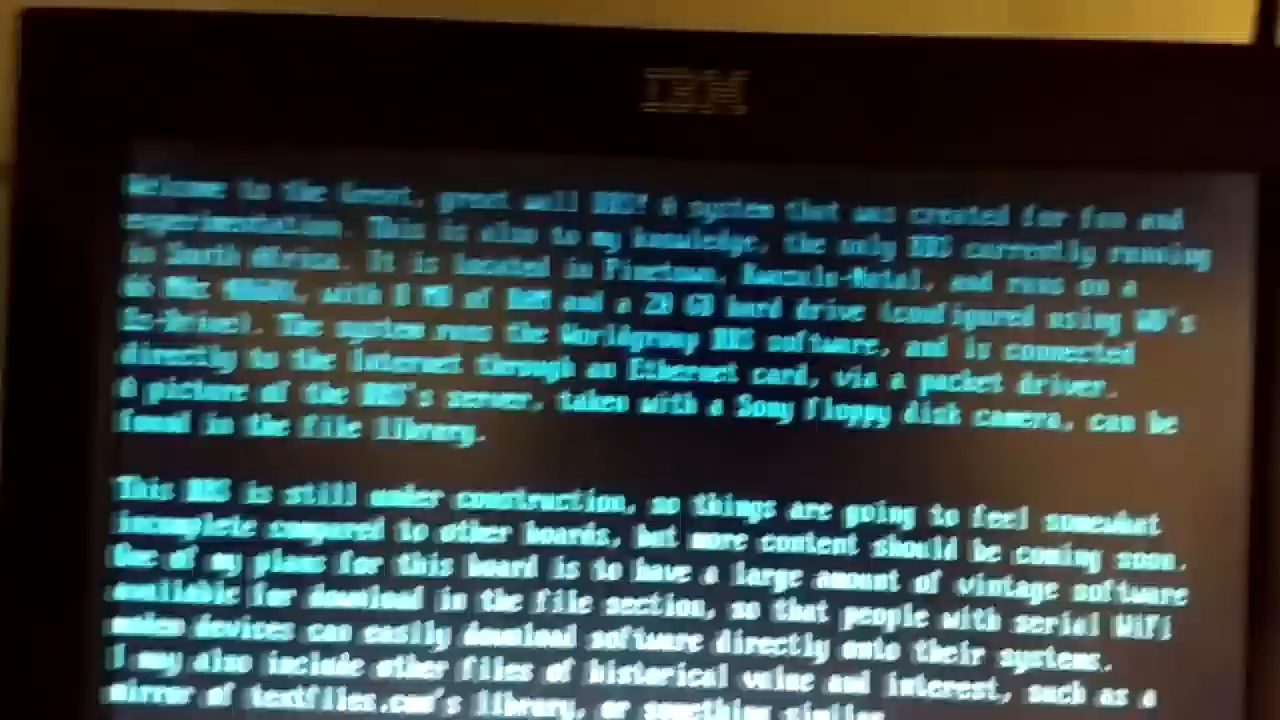 IBM
Welcome to the Great, great wall BBS! A system that was created for fun and
experimentation. This is also to my knowledge, the only BBS currently running
in South Africa. It is located in Pinetown, Kwazulu-Natal, and runs on a
MHz with 8 MB of RAM and a 20 GB hard drive (configured using WD's
Ez-Drive). The system runs the Worldgroup BBS software, and is connected
directly to the Internet through an Ethernet card, via a packet driver.
A picture of the BBS's server, taken with a Sony floppy disk camera, can be
found in the file library.
This BBS is still under construction, so things are going to feel somewhat
incomplete compared to other boards, but more content should be coming soon.
One of my plans for this board is to have a large amount of vintage software
available for download in the file section, so that people with serial WiFi
modem devices can easily download software directly onto their systems.
I may also include other files of historical value and interest, such as a
mirror of textfiles.com's library, or something similar